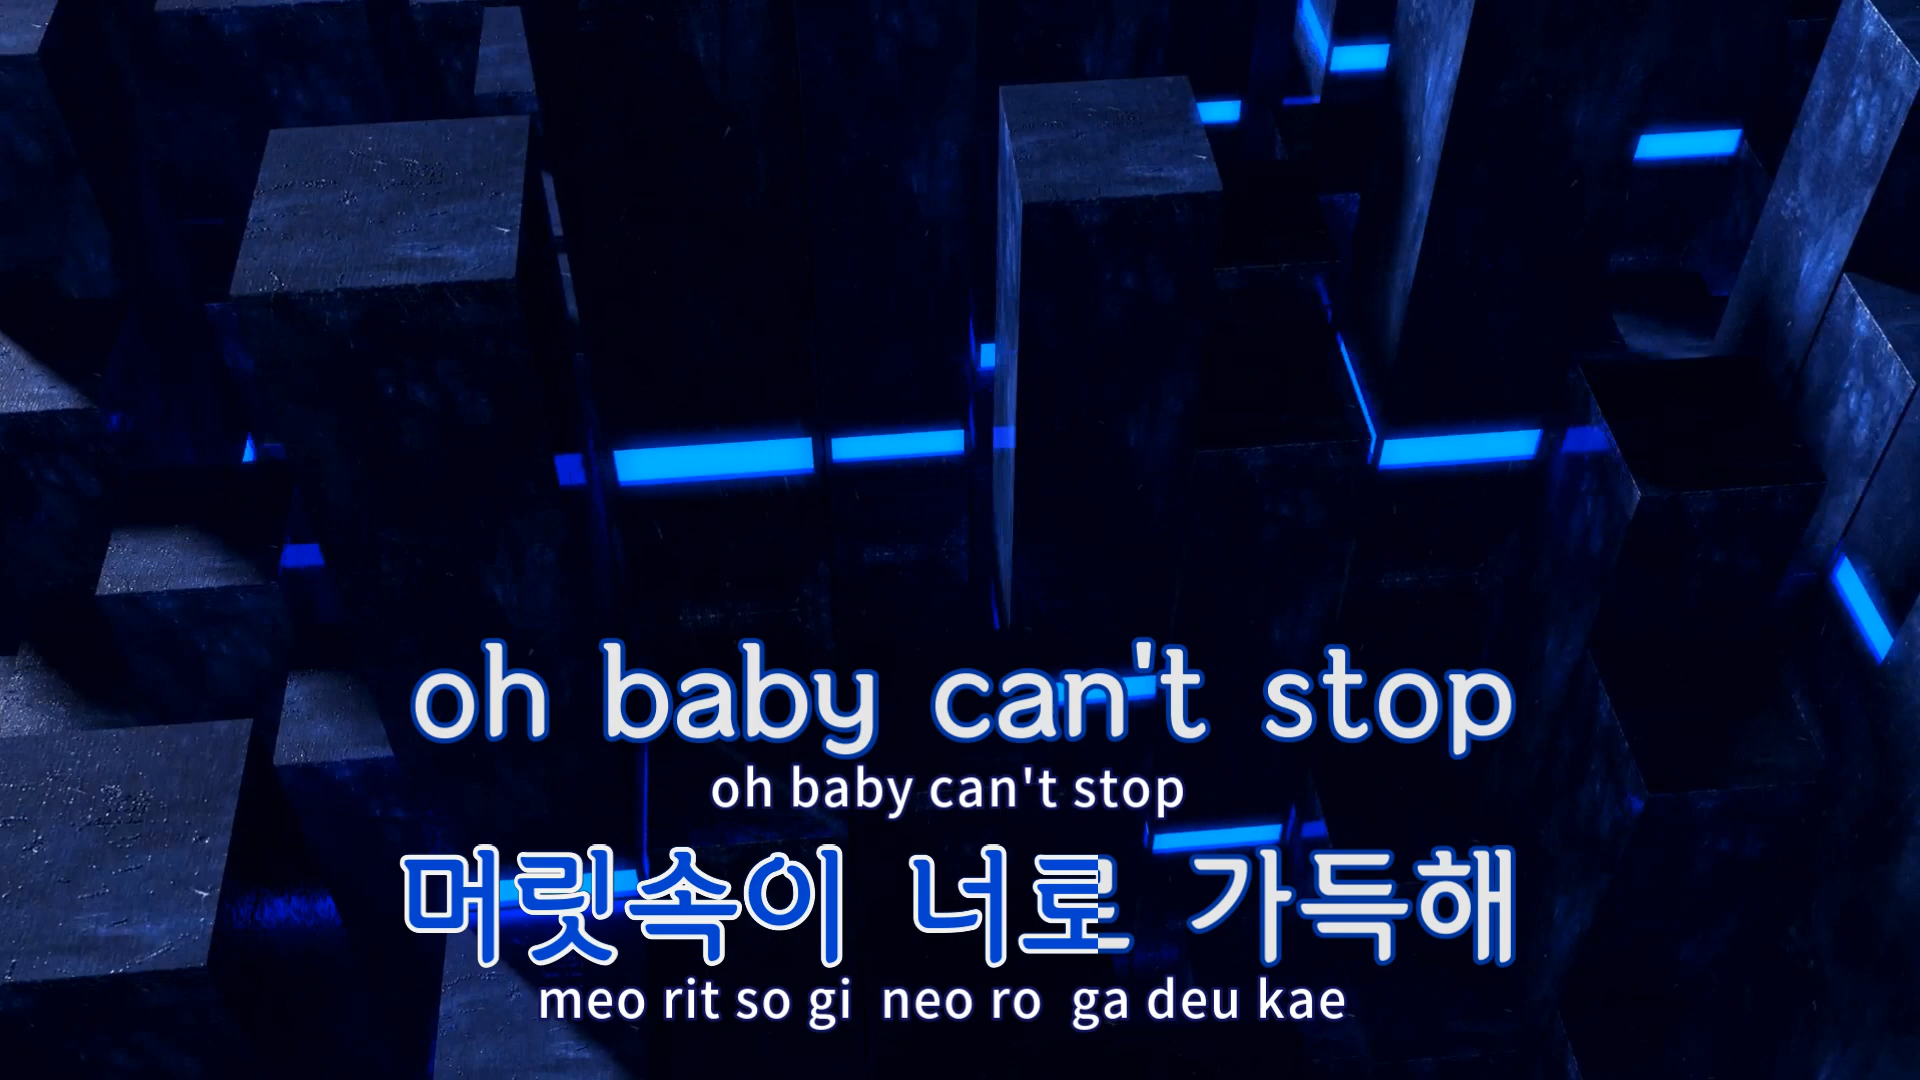 oh baby can't stop
oh baby can't stop
머릿속이 너로 가득해
meo rit so gi neo ro ga deu kae